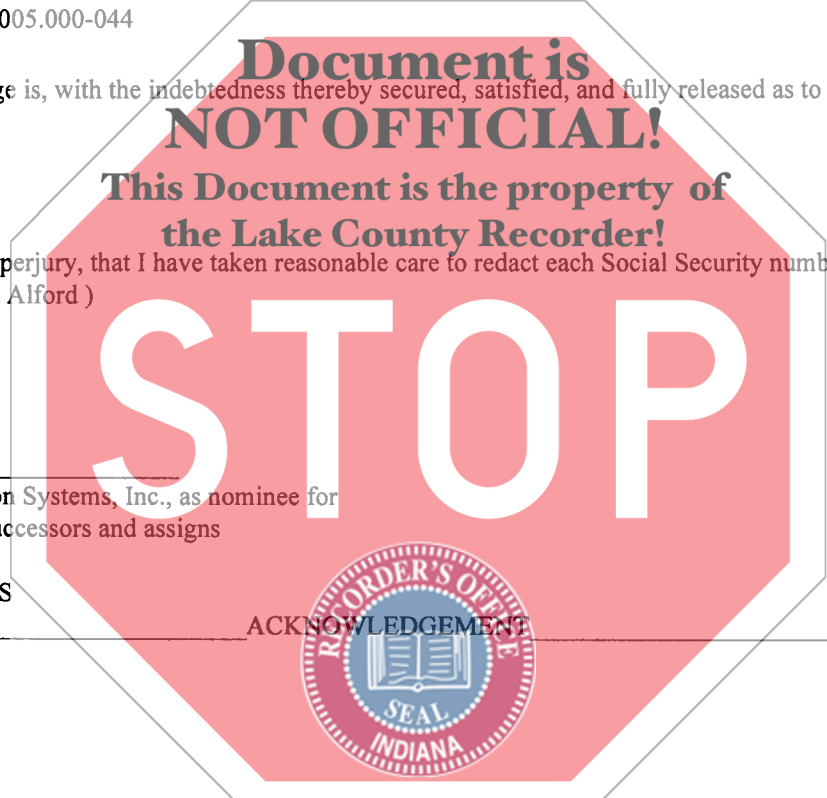 005.000-044
Document is
ge is, with the indebtedness thereby secured, satisfied, and fully released as to
NOT OFFICIAL!
This Document is the property of
the Lake County Recorder!
perjury, that I have taken reasonable care to redact each Social Security numb
Alford )
STOP
on Systems, Inc., as nominee for
ccessors and assigns
S
ACKNOWLEDGEMENT
RECORDER'S OFFICE
SEAL
INDIANA